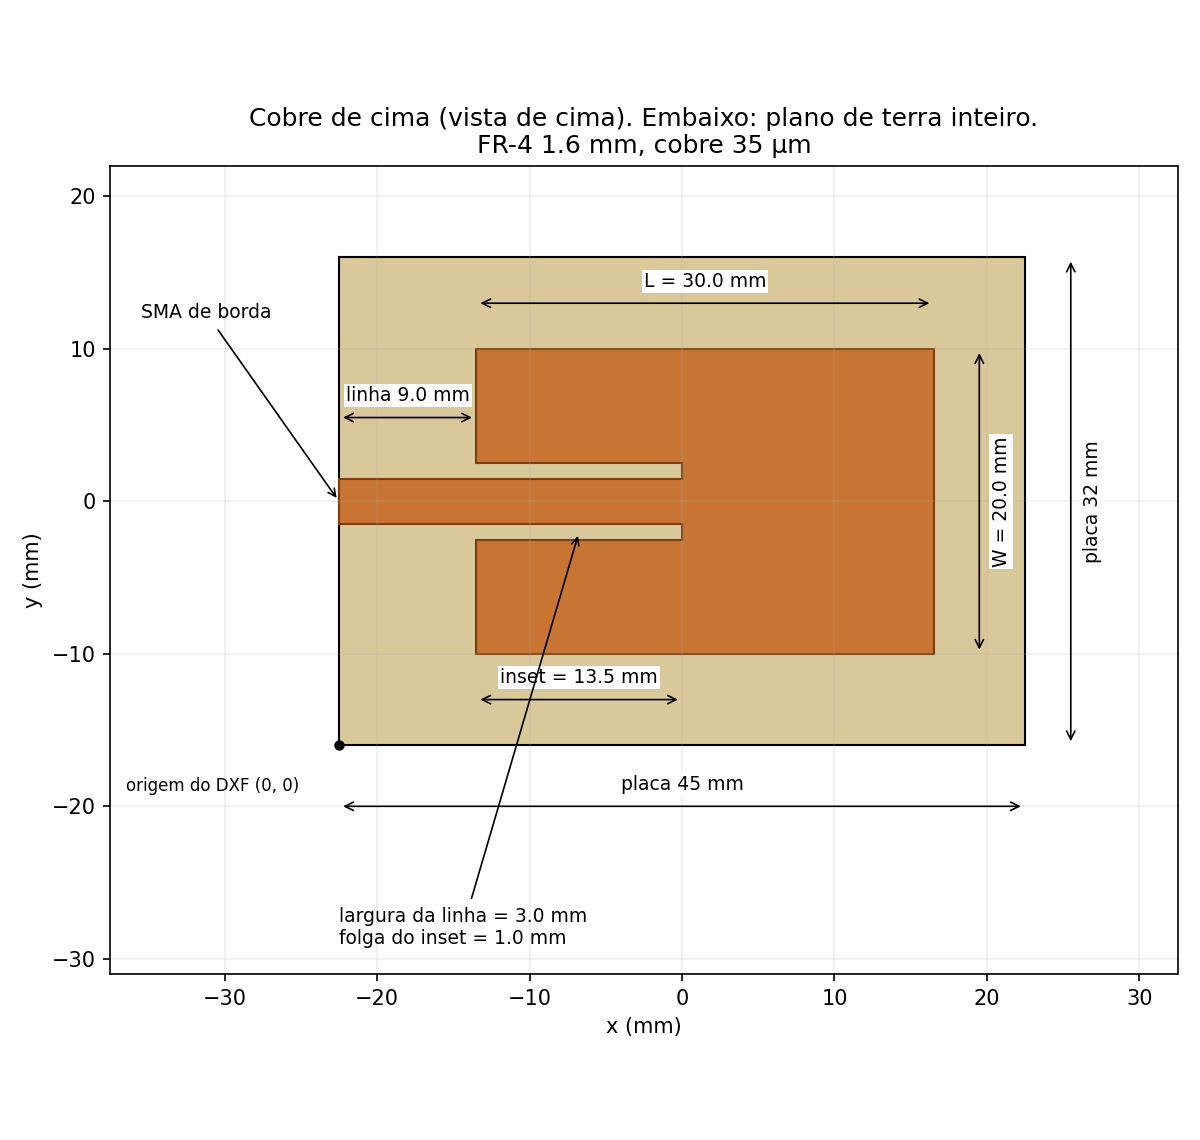 Cobre de cima (vista de cima). Embaixo: plano de terra inteiro.
FR-4 1.6 mm, cobre 35 µm
20
10
0
−10
−20
−30
y (mm)
SMA de borda
L = 30.0 mm
linha 9.0 mm
W = 20.0 mm
placa 32 mm
inset = 13.5 mm
origem do DXF (0, 0)
placa 45 mm
largura da linha = 3.0 mm
folga do inset = 1.0 mm
−30
−20
−10
0
10
20
30
x (mm)